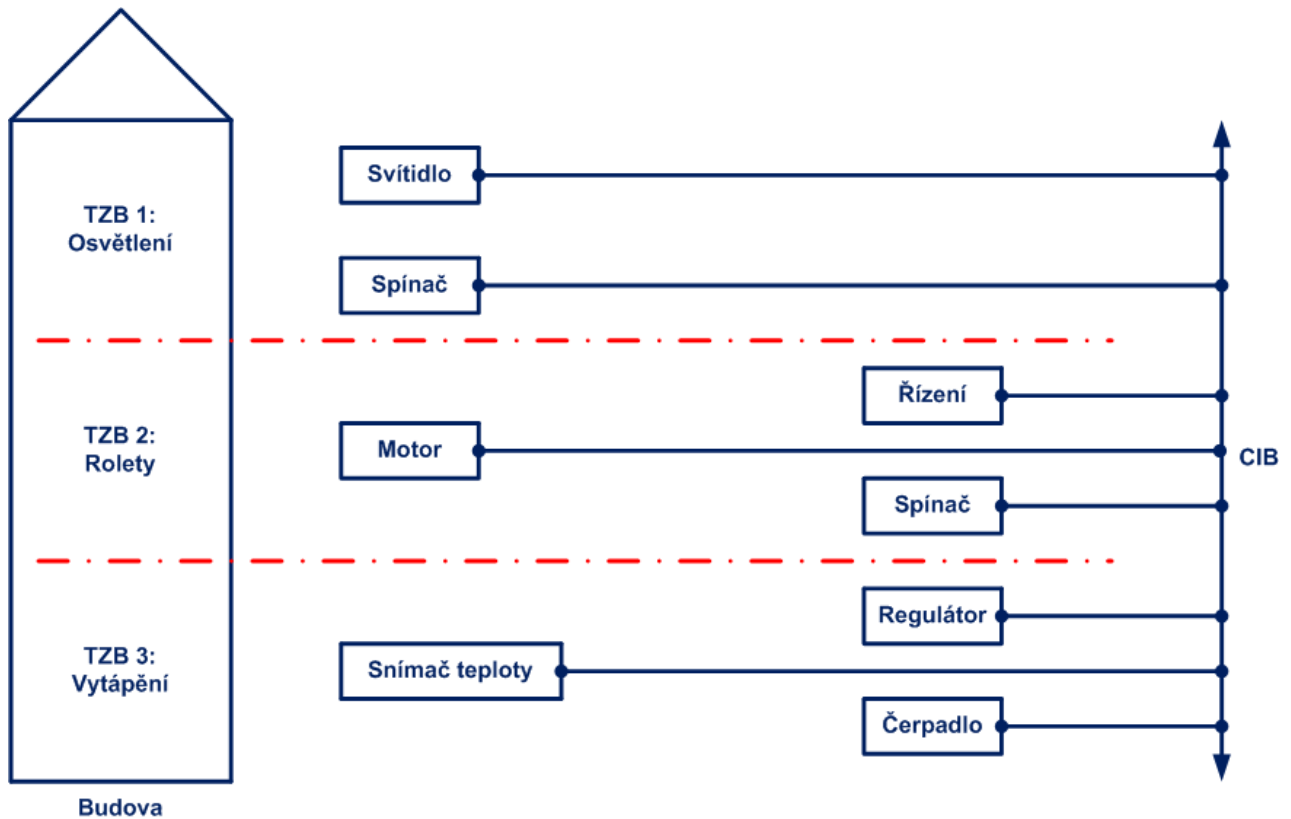 TZB 1:
Osvětlení
Svítidlo
Spínač
TZB 2:
Rolety
Řízení
Motor
CIB
Spínač
TZB 3:
Vytápění
Regulátor
Snímač teploty
Čerpadlo
Budova